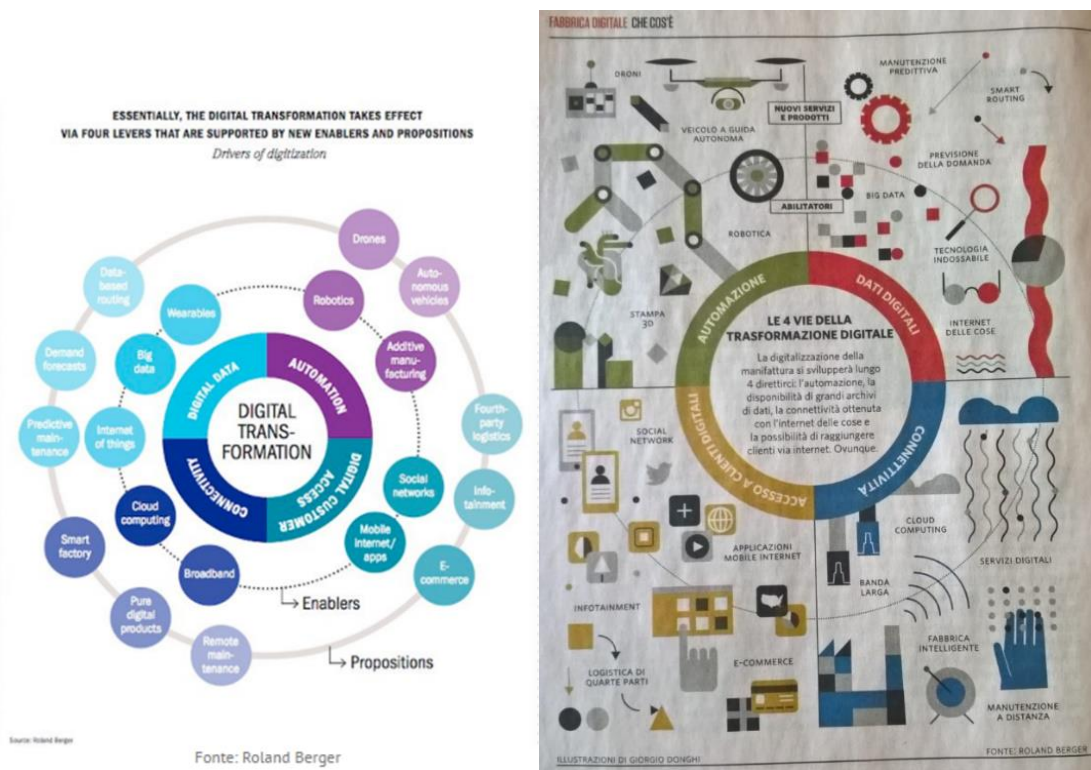 ESSENTIALLY, THE DIGITAL TRANSFORMATION TAKES EFFECT
VIA FOUR LEVERS THAT ARE SUPPORTED BY NEW ENABLERS AND PROPOSITIONS
Drivers of digitization
Drones
Auto-
nomous
vehicles
Data-
based
routing
Wearables
Robotics
Demand
forecasts
Big
data
Additive
manu-
facturing
DIGITAL DATA
AUTOMATION
Predictive
main-
tenance
Internet
of things
DIGITAL
TRANS-
FORMATION
Fourth-
party
logistics
CONNECTIVITY
DIGITAL CUSTOMER
ACCESS
Social
networks
Info-
tainment
Cloud
computing
Mobile
internet/
apps
Smart
factory
Broadband
E-
commerce
Enablers
Pure
digital
products
Remote
main-
tenance
Propositions
Source: Roland Berger
Fonte: Roland Berger
FABBRICA DIGITALE CHE COS'È
DRONI
MANUTENZIONE
PREDITTIVA
SMART
ROUTING
NUOVI SERVIZI
E PRODOTTI
VEICOLO A GUIDA
AUTONOMA
PREVISIONE
DELLA DOMANDA
BIG DATA
ABILITATORI
ROBOTICA
TECNOLOGIA
INDOSSABILE
STAMPA
3D
INTERNET
DELLE COSE
AUTOMAZIONE
DATI DIGITALI
LE 4 VIE DELLA
TRASFORMAZIONE DIGITALE
La digitalizzazione della
manifattura si svilupperà lungo
4 direttrici: l'automazione, la
disponibilità di grandi archivi
di dati, la connettività ottenuta
con l'internet delle cose e
la possibilità di raggiungere
clienti via internet. Ovunque.
ACCESSO A CLIENTI DIGITALI
CONNETTIVITÀ
SOCIAL
NETWORK
CLOUD
COMPUTING
APPLICAZIONI
MOBILE INTERNET
SERVIZI DIGITALI
BANDA
LARGA
INFOTAINMENT
FABBRICA
INTELLIGENTE
E-COMMERCE
LOGISTICA DI
QUARTE PARTI
MANUTENZIONE
A DISTANZA
ILLUSTRAZIONI DI GIORGIO DONGHI
FONTE: ROLAND BERGER